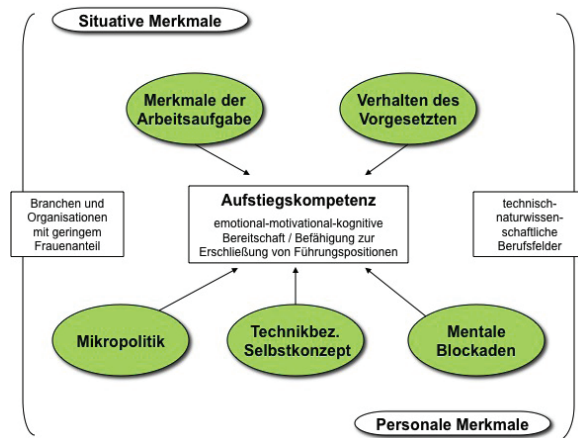 Situative Merkmale
Merkmale der
Arbeitsaufgabe
Verhalten des
Vorgesetzten
Branchen und
Organisationen
mit geringem
Frauenanteil
Aufstiegskompetenz
emotional-motivational-kognitive
Bereitschaft / Befähigung zur
Erschließung von Führungspositionen
technisch-
naturwissen-
schaftliche
Berufsfelder
Mikropolitik
Technikbez.
Selbstkonzept
Mentale
Blockaden
Personale Merkmale